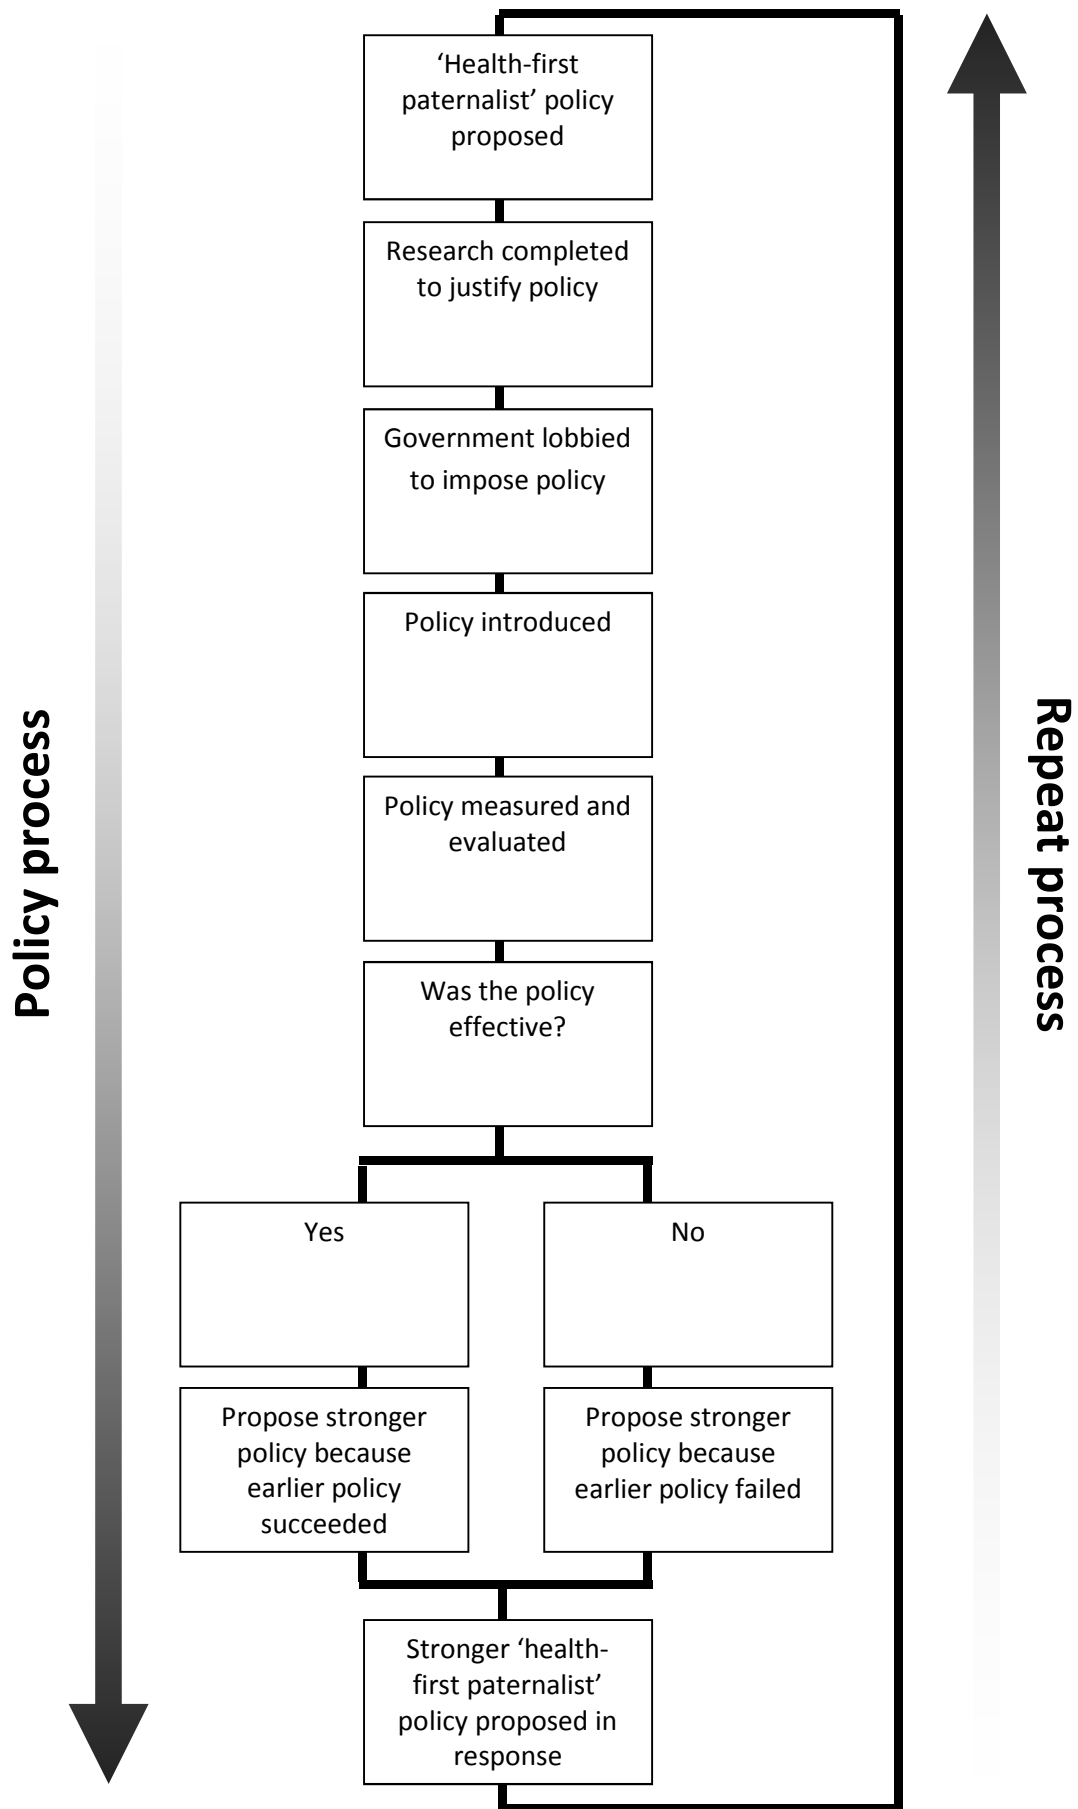 ‘Health-first
paternalist’ policy
proposed
Research completed
to justify policy
Government lobbied
to impose policy
Policy introduced
Policy measured and
evaluated
Was the policy
effective?
Policy process
Repeat process
Yes
No
Propose stronger
policy because
earlier policy
succeeded
Propose stronger
policy because
earlier policy failed
Stronger ‘health-
first paternalist’
policy proposed in
response